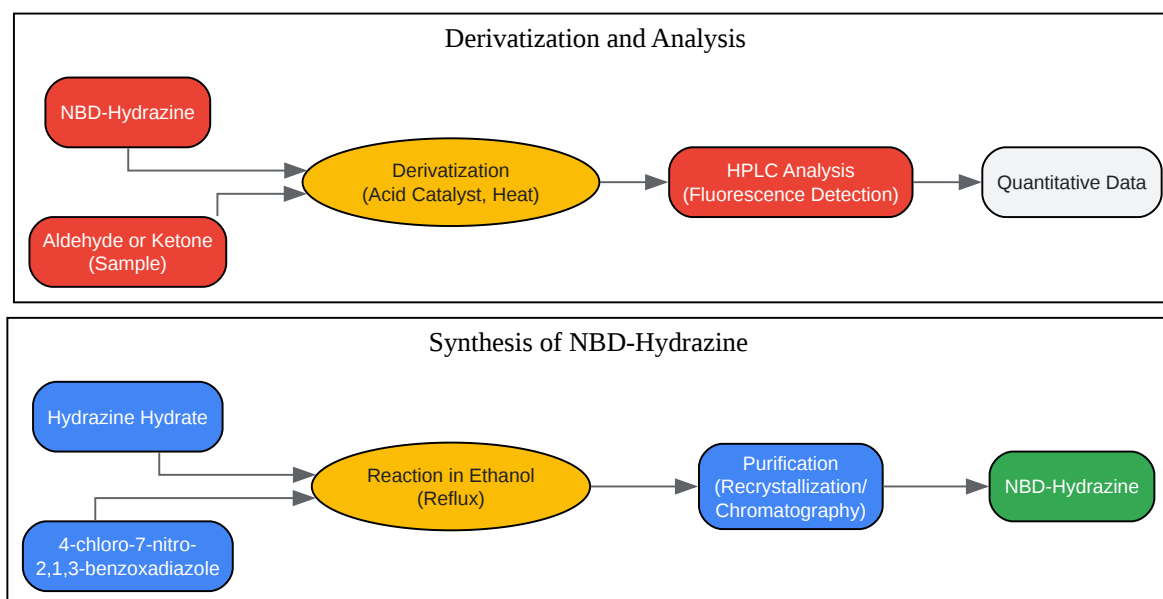 Derivatization and Analysis
NBD-Hydrazine
Aldehyde or Ketone
(Sample)
Derivatization
(Acid Catalyst, Heat)
HPLC Analysis
(Fluorescence Detection)
Quantitative Data
Synthesis of NBD-Hydrazine
Hydrazine Hydrate
4-chloro-7-nitro-
2,1,3-benzoxadiazole
Reaction in Ethanol
(Reflux)
Purification
(Recrystallization/
Chromatography)
NBD-Hydrazine